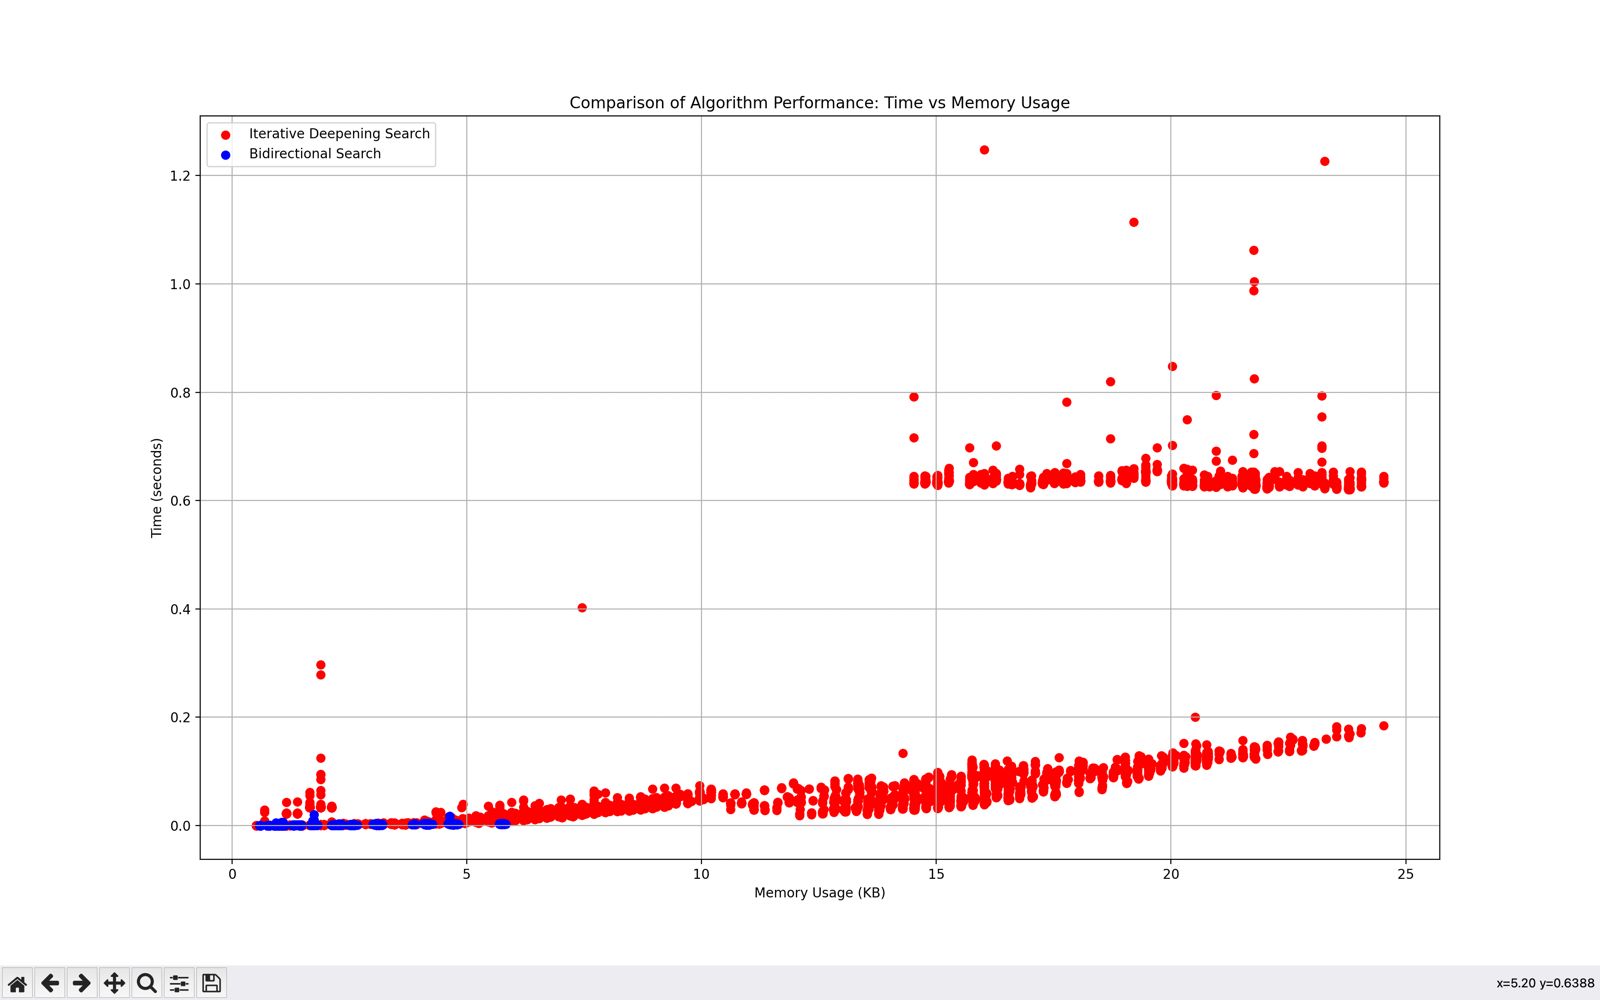 Comparison of Algorithm Performance: Time vs Memory Usage
Iterative Deepening Search
Bidirectional Search
1.2
1.0
0.8
0.6
0.4
0.2
0.0
Time (seconds)
0 5 10 15 20 25
Memory Usage (KB)
x=5.20 y=0.6388